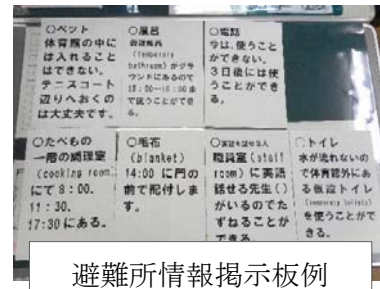 ○ペット
体育館の中に
は入れること
はできない。
テニスコート
辺りへおくの
は大丈夫です。
○風呂
仮設風呂
(temporary
bathroom) がグラ
ウンドにあるので
で使うことができ
る。
○電話
今は、使うこと
ができない。
3日後には使
うことができ
る。
○たべもの
一階の調理室
(cooking room)
にて8:00.
11:30.
17:30にある。
○毛布
(blanket)
14:00に門の
前で配付しま
す。
○英語を話せる人
職員室(staff
room)に英語
話せる先生()
がいるのでた
ずねることが
できる。
○トイレ
水が流れないの
で体育館外にあ
る仮設トイレ
(temporary toilets)
を使うことがで
きる。
避難所情報掲示板例